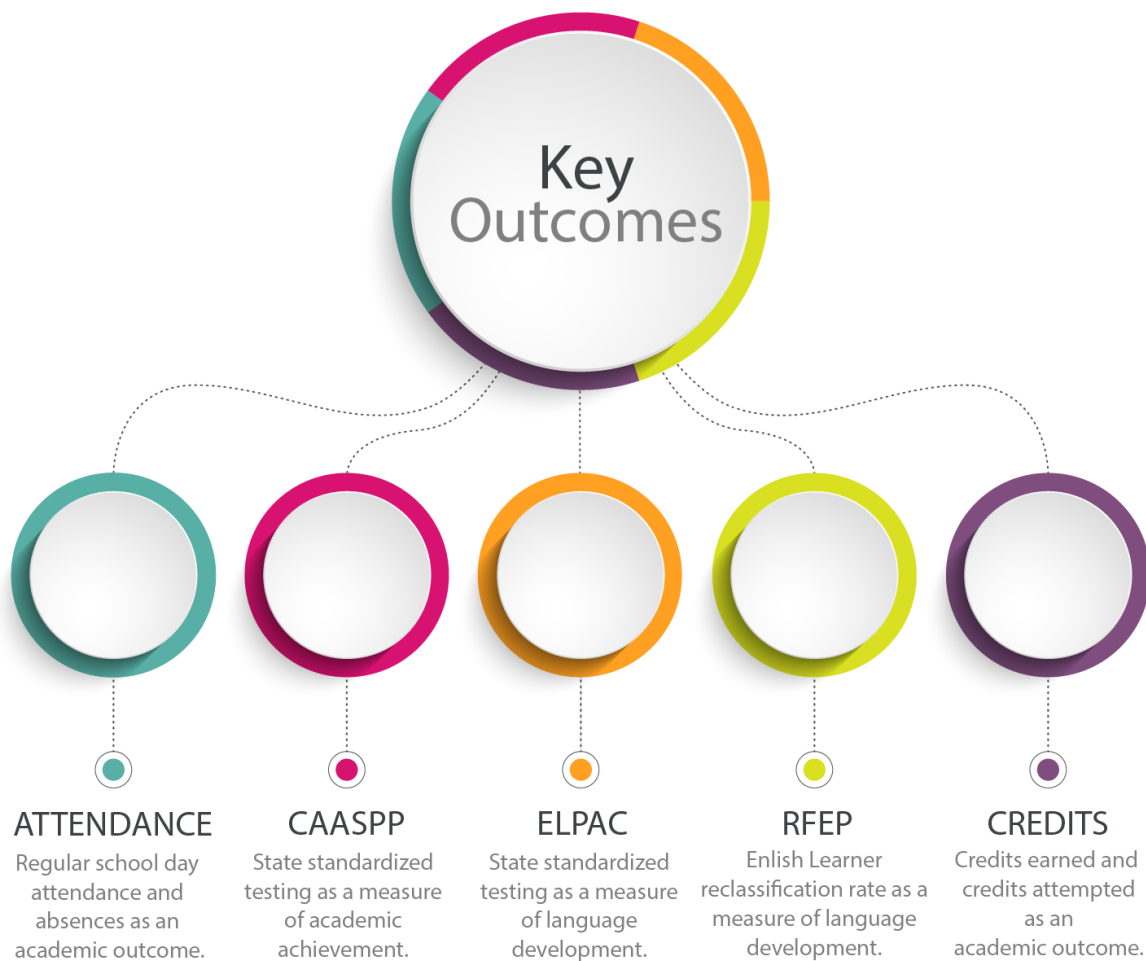 Key
Outcomes
ATTENDANCE
Regular school day
attendance and
absences as an
academic outcome.
CAASPP
State standardized
testing as a measure
of academic
achievement.
ELPAC
State standardized
testing as a measure
of language
development.
RFEP
Enlish Learner
reclassification rate as a
measure of language
development.
CREDITS
Credits earned and
credits attempted
as an
academic outcome.